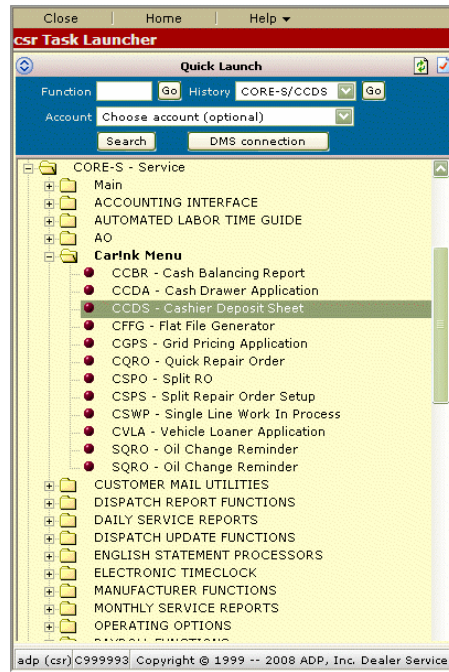 Close Home Help
csr Task Launcher
Quick Launch
Function Go History CORE-S/CCDS Go
Account Choose account (optional)
Search DMS connection
CORE-S - Service
Main
ACCOUNTING INTERFACE
AUTOMATED LABOR TIME GUIDE
AO
Car!nk Menu
CCBR - Cash Balancing Report
CCDA - Cash Drawer Application
CCDS - Cashier Deposit Sheet
CFFG - Flat File Generator
CGPS - Grid Pricing Application
CQRO - Quick Repair Order
CSPO - Split RO
CSPS - Split Repair Order Setup
CSWP - Single Line Work In Process
CVLA - Vehicle Loaner Application
SQRO - Oil Change Reminder
SQRO - Oil Change Reminder
CUSTOMER MAIL UTILITIES
DISPATCH REPORT FUNCTIONS
DAILY SERVICE REPORTS
DISPATCH UPDATE FUNCTIONS
ENGLISH STATEMENT PROCESSORS
ELECTRONIC TIMECLOCK
MANUFACTURER FUNCTIONS
MONTHLY SERVICE REPORTS
OPERATING OPTIONS
PAYROLL FUNCTIONS
adp (csr) C999993 Copyright © 1999 -- 2008 ADP, Inc. Dealer Service